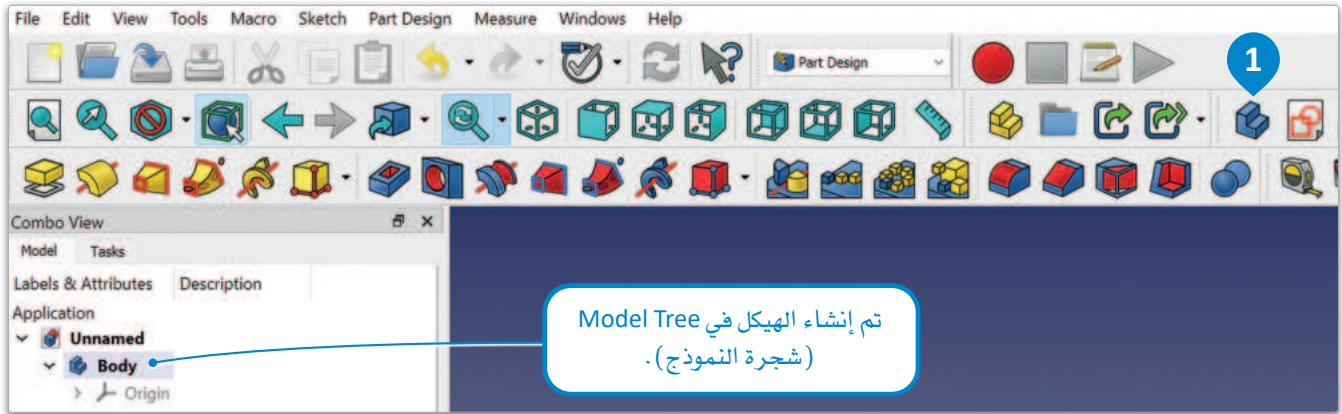 File Edit View Tools Macro Sketch Part Design Measure Windows Help
Part Design
1
Combo View
Model Tasks
Labels & Attributes Description
Application
Unnamed
Body
Origin
تم إنشاء الهيكل في Model Tree
(شجرة النموذج).